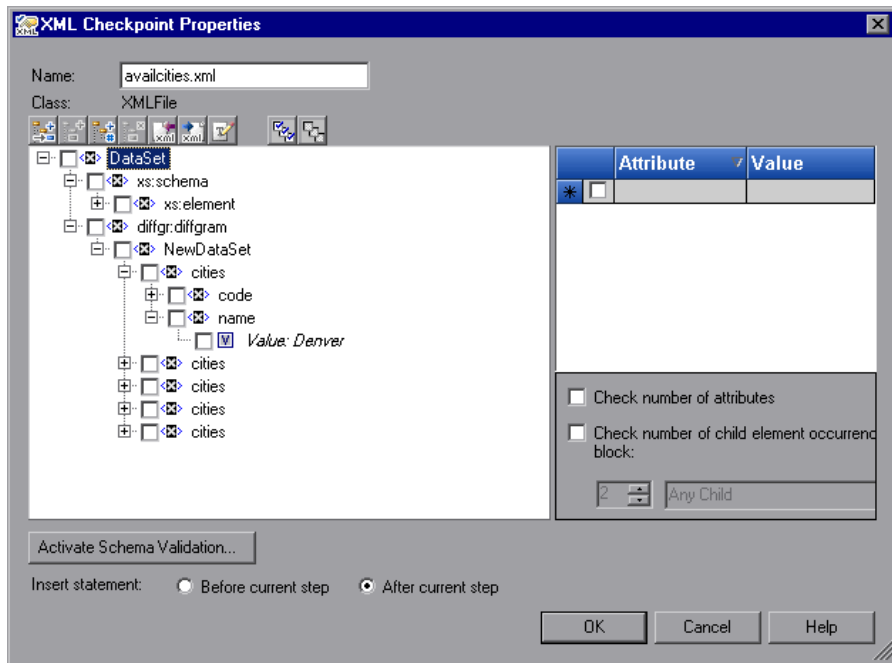 XML Checkpoint Properties
Name: availcities.xml
Class: XMLFile
DataSet
Attribute Value
xs:schema
xs:element
diffgr:diffgram
NewDataSet
cities
code
name
Value: Denver
cities
cities
cities
cities
Check number of attributes
Check number of child element occurrenc
block:
2 Any Child
Activate Schema Validation...
Insert statement: Before current step After current step
OK Cancel Help